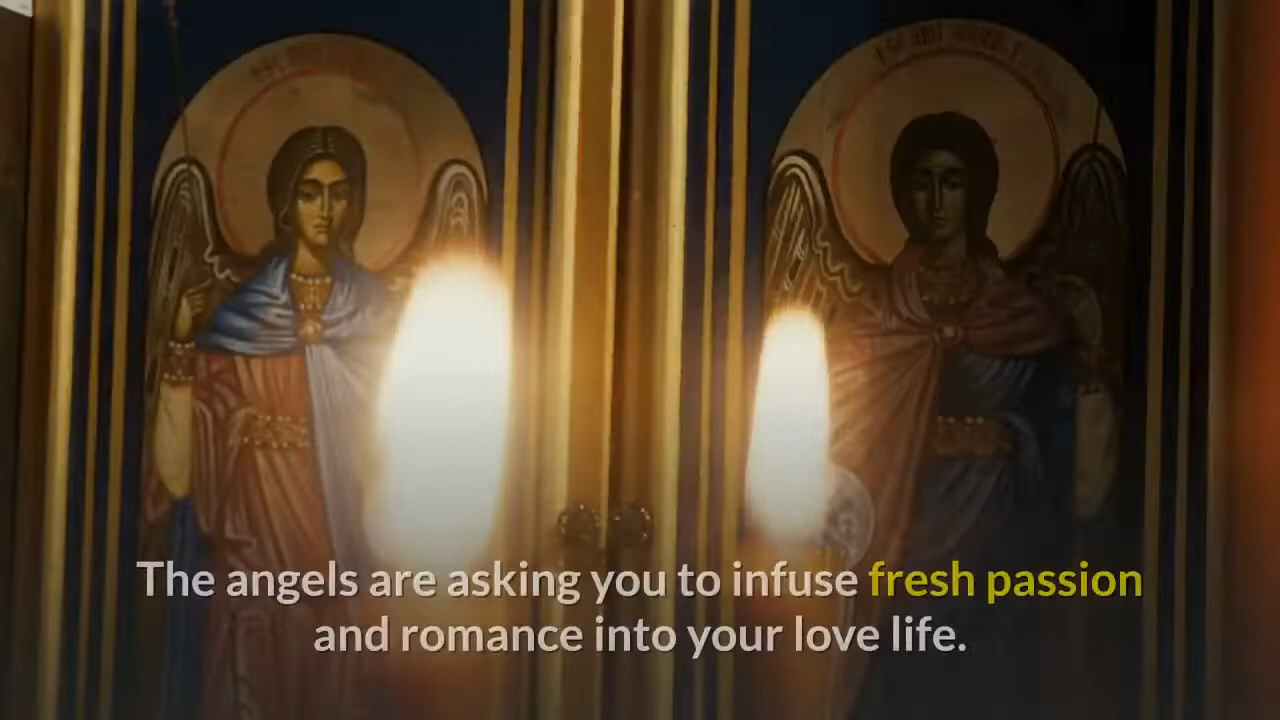 The angels are asking you to infuse fresh passion
and romance into your love life.